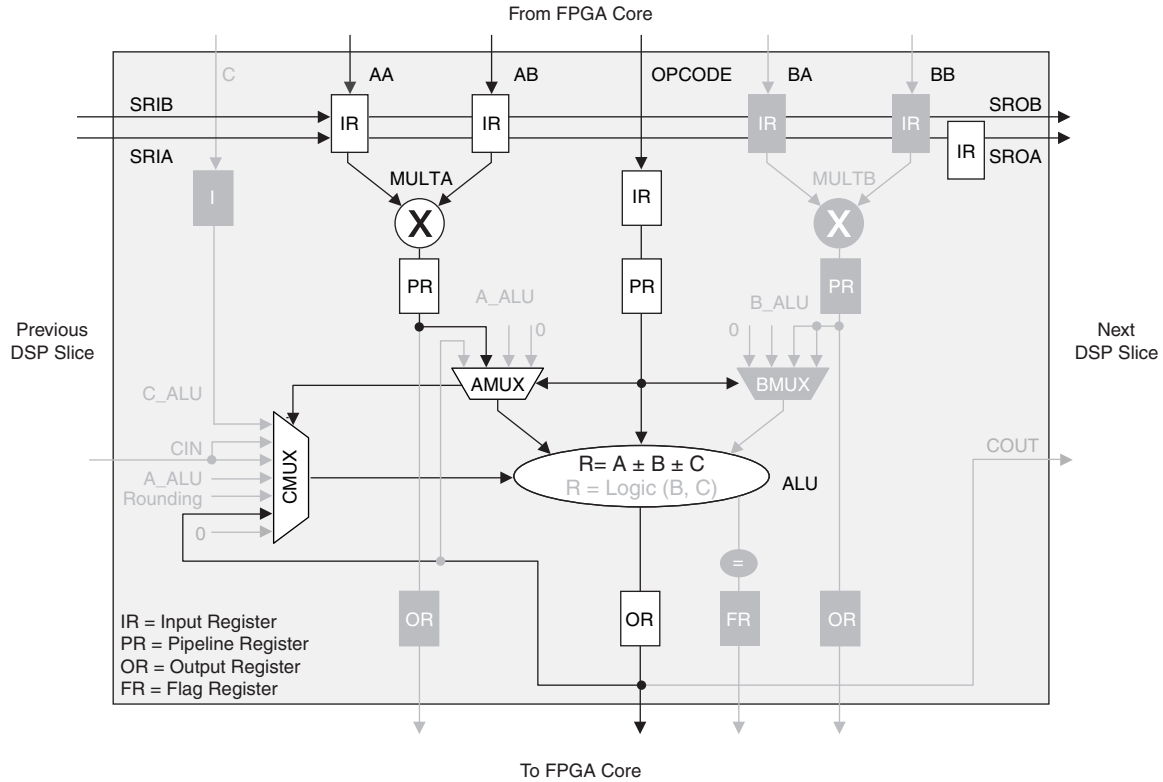 From FPGA Core
C
AA
AB
OPCODE
BA
BB
SRIB
SROB
IR
IR
IR
IR
SRIA
IR
SROA
MULTA
MULTB
I
IR
X
X
PR
PR
PR
A_ALU
B_ALU
0
0
Previous
DSP Slice
Next
DSP Slice
AMUX
BMUX
C_ALU
CIN
COUT
A_ALU
Rounding
0
CMUX
R= A ± B ± C
R = Logic (B, C)
ALU
=
OR
OR
FR
OR
IR = Input Register
PR = Pipeline Register
OR = Output Register
FR = Flag Register
To FPGA Core